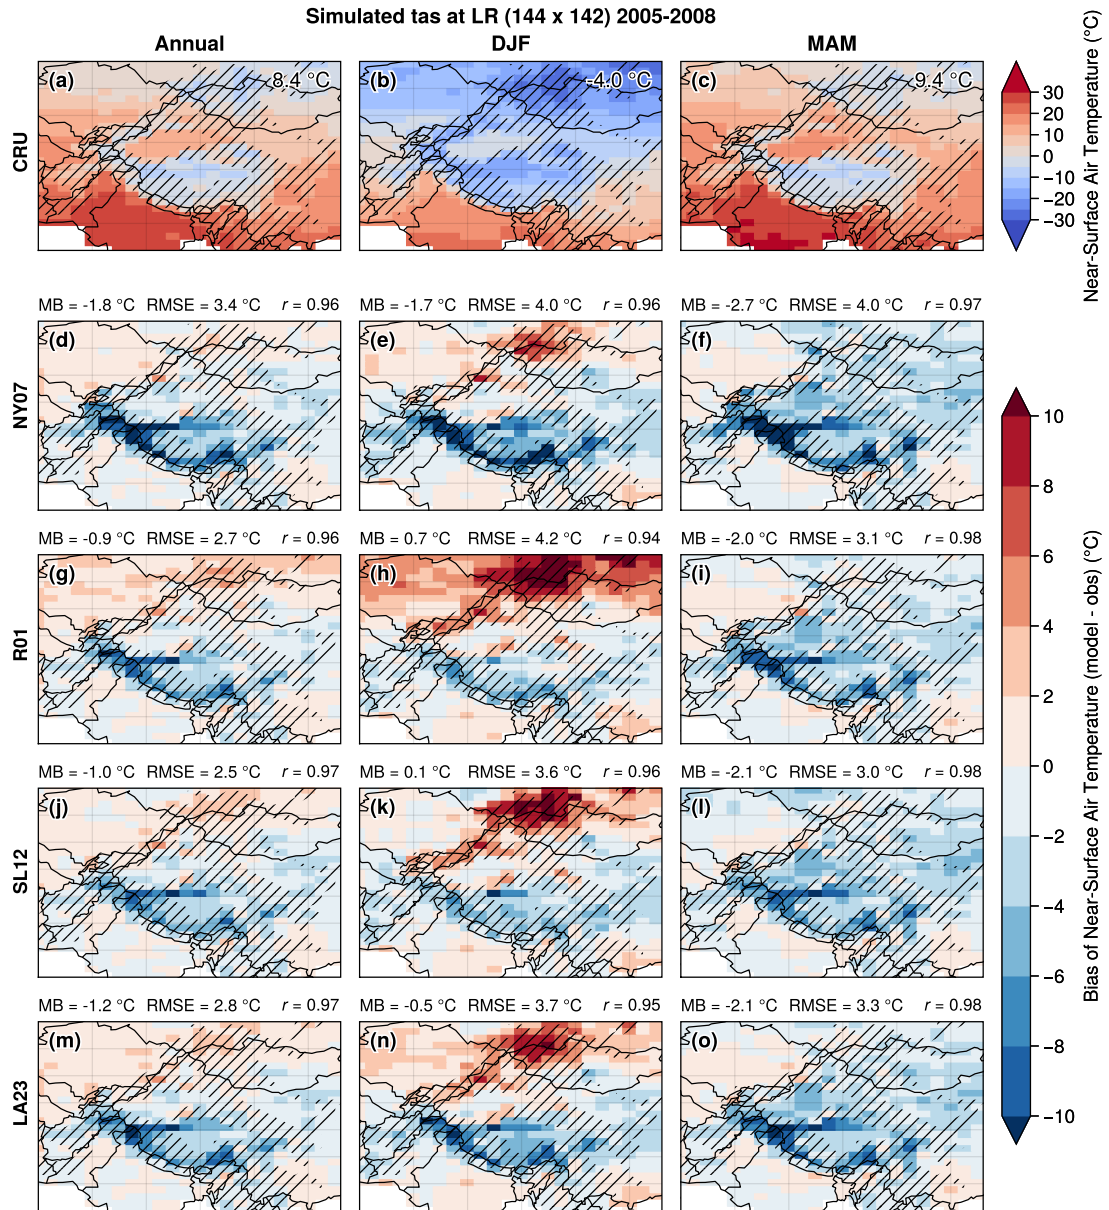 Simulated tas at LR (144 x 142) 2005-2008
Annual DJF MAM
CRU
(a) 8.4 °C
(b) -4.0 °C
(c) 9.4 °C
30
20
10
0
−10
−20
−30
Near-Surface Air Temperature (°C)
NY07
MB = -1.8 °C RMSE = 3.4 °C r = 0.96
(d)
MB = -1.7 °C RMSE = 4.0 °C r = 0.96
(e)
MB = -2.7 °C RMSE = 4.0 °C r = 0.97
(f)
R01
MB = -0.9 °C RMSE = 2.7 °C r = 0.96
(g)
MB = 0.7 °C RMSE = 4.2 °C r = 0.94
(h)
MB = -2.0 °C RMSE = 3.1 °C r = 0.98
(i)
SL12
MB = -1.0 °C RMSE = 2.5 °C r = 0.97
(j)
MB = 0.1 °C RMSE = 3.6 °C r = 0.96
(k)
MB = -2.1 °C RMSE = 3.0 °C r = 0.98
(l)
LA23
MB = -1.2 °C RMSE = 2.8 °C r = 0.97
(m)
MB = -0.5 °C RMSE = 3.7 °C r = 0.95
(n)
MB = -2.1 °C RMSE = 3.3 °C r = 0.98
(o)
10
8
6
4
2
0
−2
−4
−6
−8
−10
Bias of Near-Surface Air Temperature (model - obs) (°C)